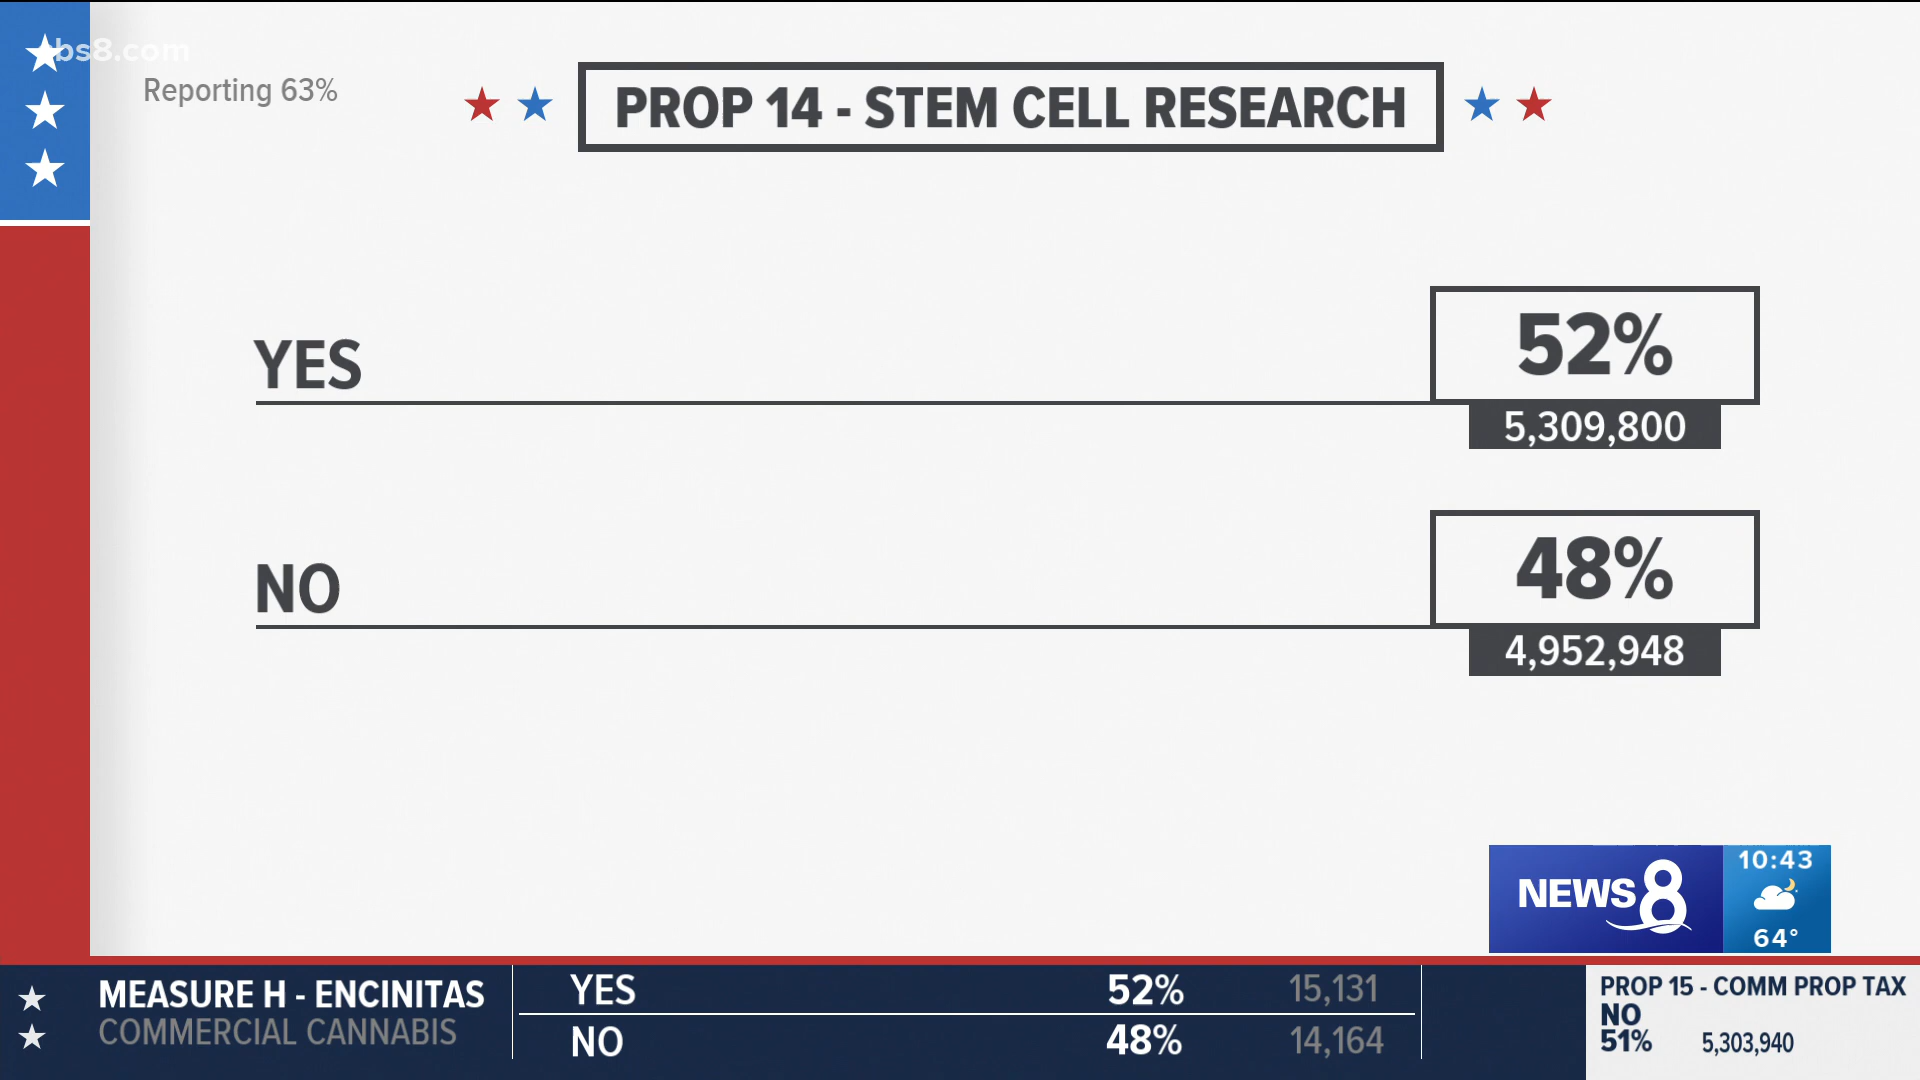 bs8.com
Reporting 63%
PROP 14 - STEM CELL RESEARCH
YES
52%
5,309,800
NO
48%
4,952,948
NEWS 8
10:43
64°
MEASURE H - ENCINITAS
COMMERCIAL CANNABIS
YES 52% 15,131
NO 48% 14,164
PROP 15 - COMM PROP TAX
NO
51% 5,303,940